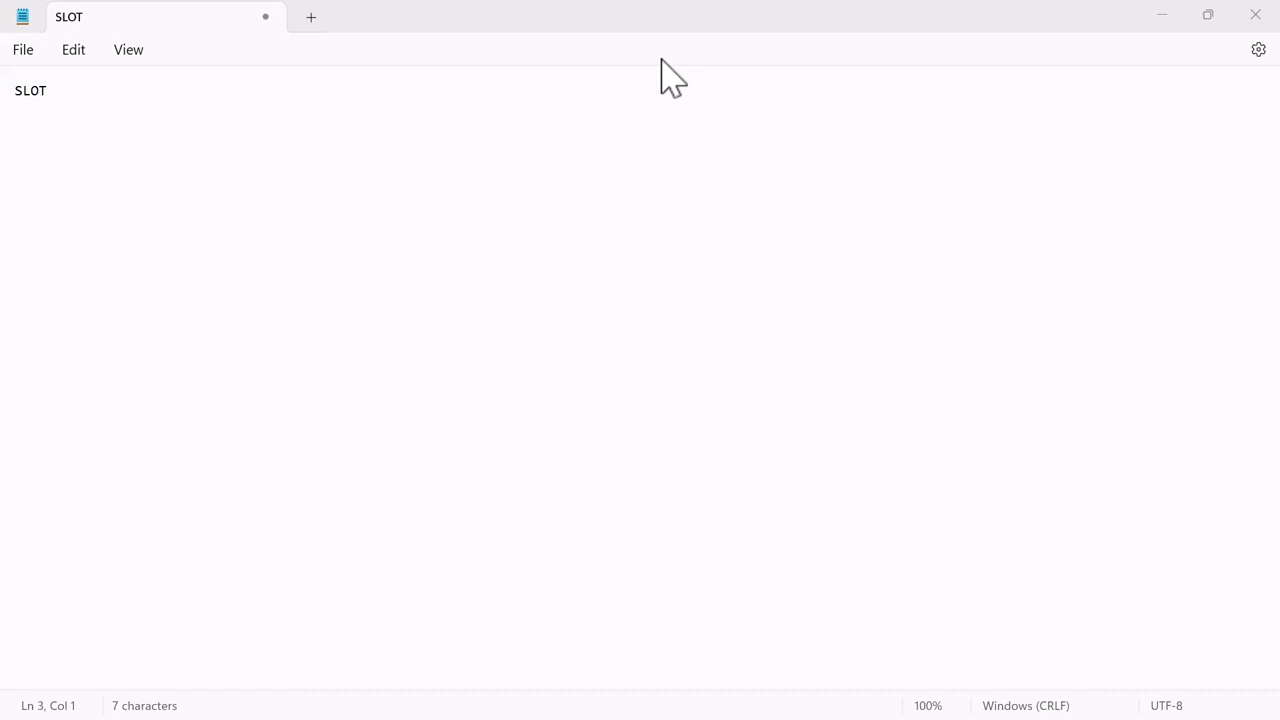 SLOT
File Edit View
SLOT
Ln 3, Col 1 7 characters 100% Windows (CRLF) UTF-8